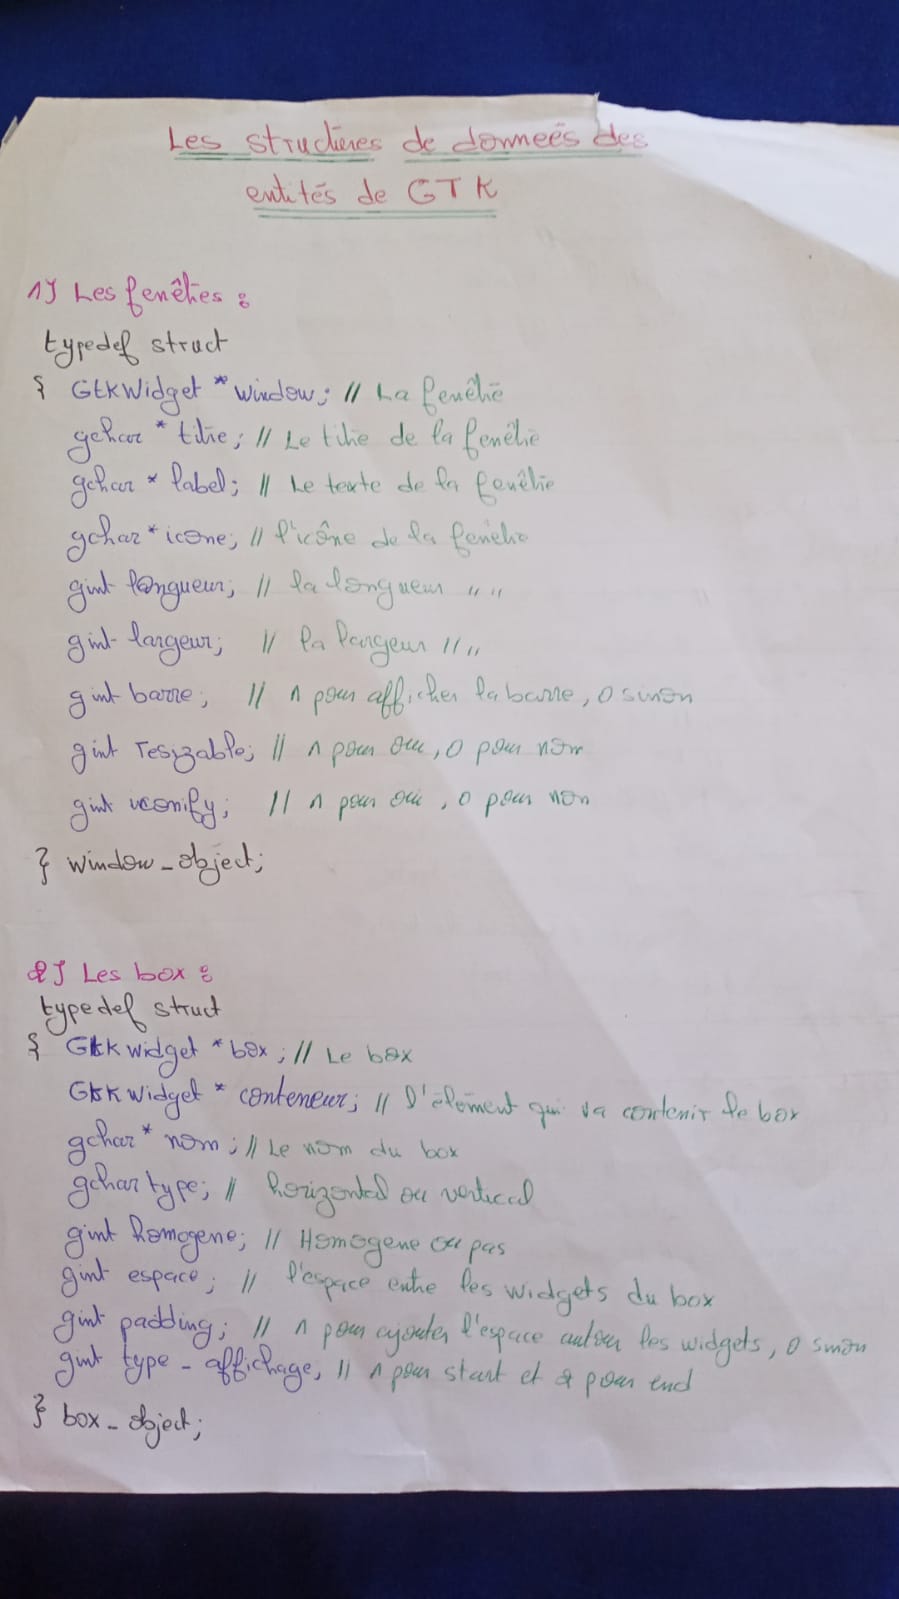 Les structures de données des
entités de GTK
1) Les fenêtres :
typedef struct
{ GtkWidget * window; // La fenêtre
gchar * titre; // Le titre de la fenêtre
gchar * label; // Le texte de la fenêtre
gchar* icone; // l'icône de la fenêtre
gint longueur; // la longueur " "
gint largeur; // la largeur // "
gint barre; // 1 pour afficher la barre, 0 sinon
gint resizable; // 1 pour oui, 0 pour non
gint iconify; // 1 pour oui, 0 pour non
} window_object;
2) Les box :
typedef struct
{ GtkWidget * box; // Le box
GtkWidget * conteneur; // l'élément qui va contenir le box
gchar* nom; // Le nom du box
gchar type; // horizontal ou vertical
gint homogene; // Homogene ou pas
gint espace; // l'espace entre les widgets du box
gint padding; // 1 pour ajouter l'espace autour les widgets, 0 sinon
gint type_affichage, // 1 pour start et 2 pour end
} box_object;